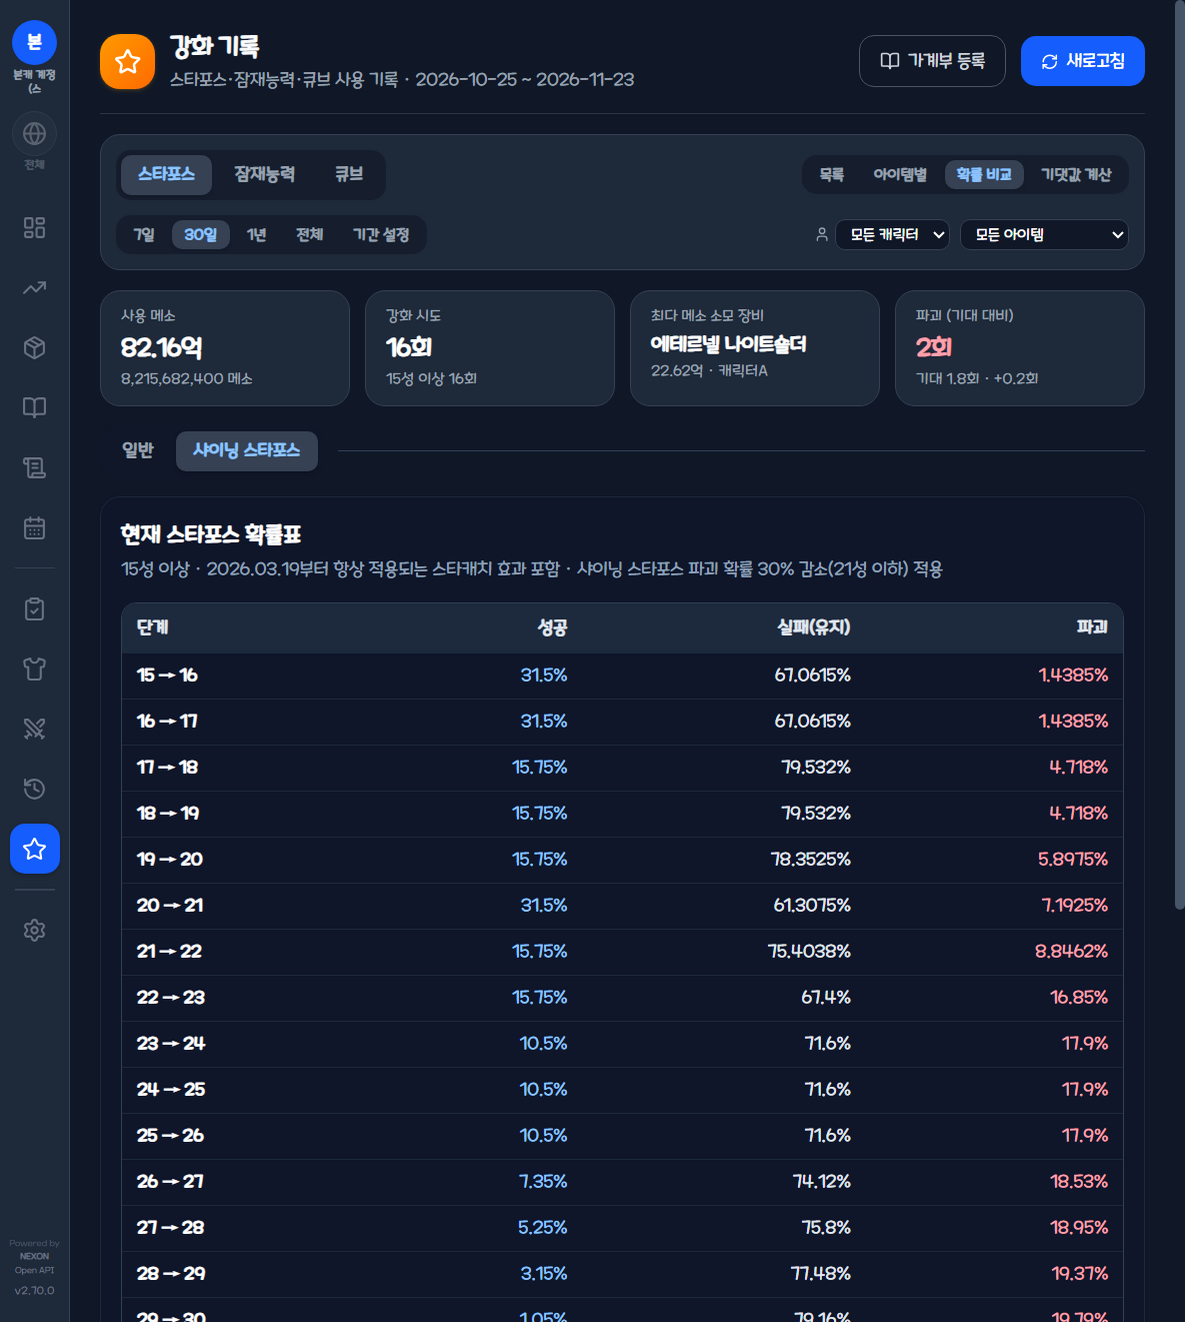 본
본캐 계정
(스
전체
Powered by
NEXON
Open API
v2.70.0
강화 기록
스타포스·잠재능력·큐브 사용 기록 · 2026-10-25 ~ 2026-11-23
가계부 등록
새로고침
스타포스 잠재능력 큐브
목록 아이템별 확률 비교 기댓값 계산
7일 30일 1년 전체 기간 설정
모든 캐릭터 모든 아이템
사용 메소
82.16억
8,215,682,400 메소
강화 시도
16회
15성 이상 16회
최다 메소 소모 장비
에테르넬 나이트숄더
22.62억 · 캐릭터A
파괴 (기대 대비)
2회
기대 1.8회 · +0.2회
일반 샤이닝 스타포스
현재 스타포스 확률표
15성 이상 · 2026.03.19부터 항상 적용되는 스타캐치 효과 포함 · 샤이닝 스타포스 파괴 확률 30% 감소(21성 이하) 적용
단계 성공 실패(유지) 파괴
15 → 16 31.5% 67.0615% 1.4385%
16 → 17 31.5% 67.0615% 1.4385%
17 → 18 15.75% 79.532% 4.718%
18 → 19 15.75% 79.532% 4.718%
19 → 20 15.75% 78.3525% 5.8975%
20 → 21 31.5% 61.3075% 7.1925%
21 → 22 15.75% 75.4038% 8.8462%
22 → 23 15.75% 67.4% 16.85%
23 → 24 10.5% 71.6% 17.9%
24 → 25 10.5% 71.6% 17.9%
25 → 26 10.5% 71.6% 17.9%
26 → 27 7.35% 74.12% 18.53%
27 → 28 5.25% 75.8% 18.95%
28 → 29 3.15% 77.48% 19.37%
29 → 30 1.05% 79.16% 19.79%